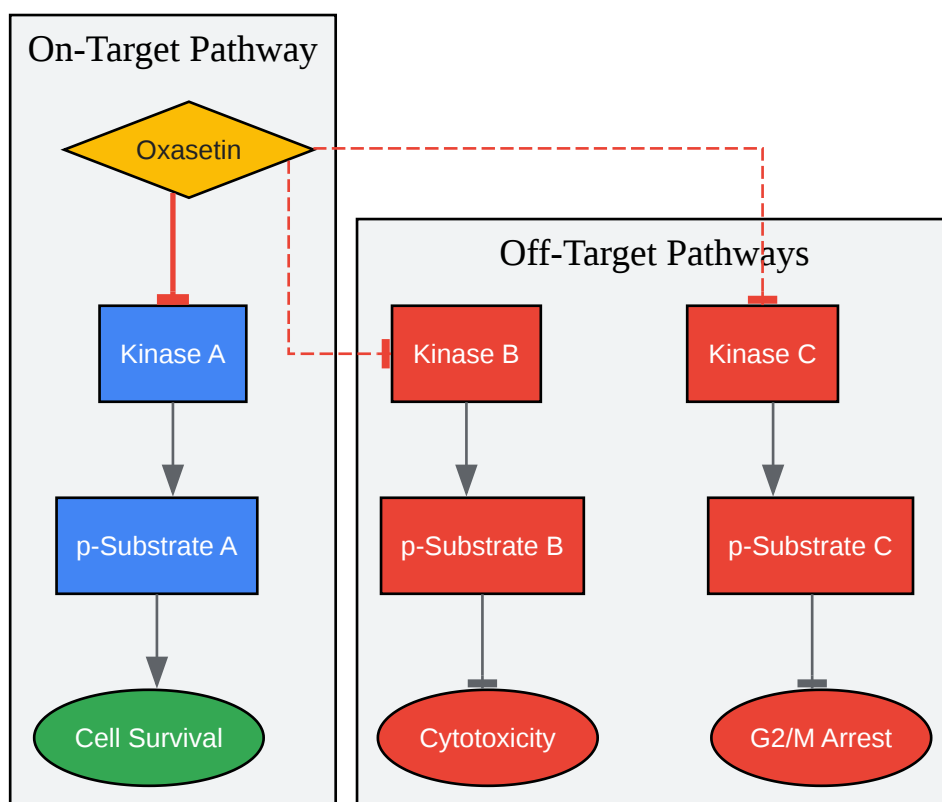 On-Target Pathway
Oxasetin
Off-Target Pathways
Kinase A
Kinase B
Kinase C
p-Substrate A
p-Substrate B
p-Substrate C
Cell Survival
Cytotoxicity
G2/M Arrest